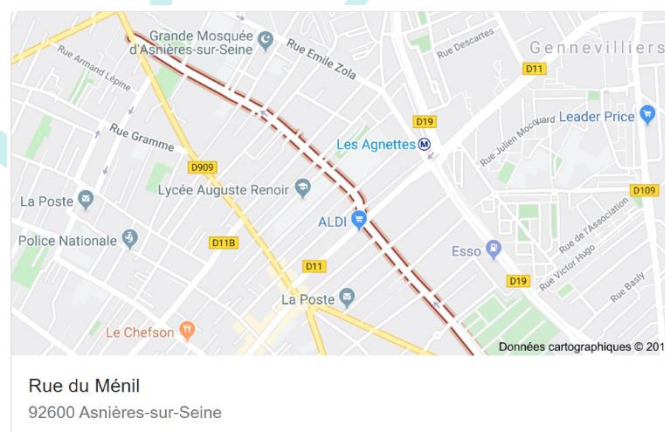 Grande Mosquée
d'Asnières-sur-Seine
Rue Emile Zola
Rue Descartes
Gennevilliers
D11
Rue Armand Lépine
D19
Leader Price
Rue Julien Mocquard
Rue Gramme
Les Agnettes
M
D909
Lycée Auguste Renoir
D109
La Poste
ALDI
Rue de l'Association
Police Nationale
D11B
Esso
Rue Victor Hugo
D11
D19
Rue Basly
La Poste
Le Chefson
Données cartographiques © 201
Rue du Ménil
92600 Asnières-sur-Seine